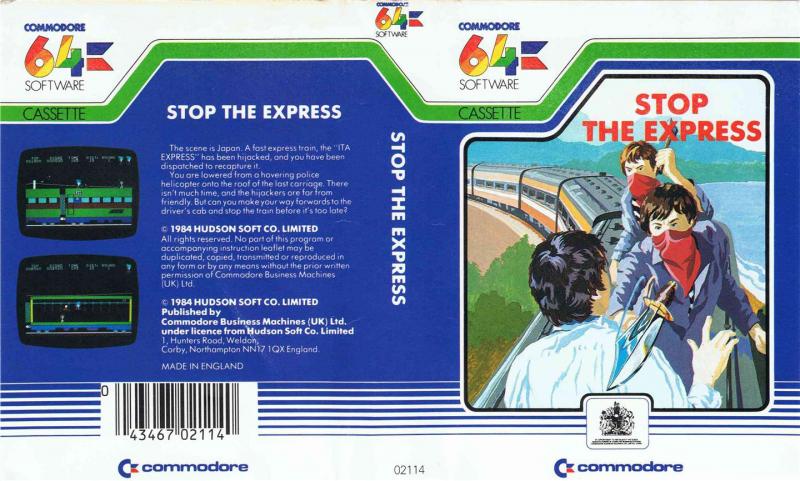 COMMODORE
64
SOFTWARE
CASSETTE
STOP THE EXPRESS
The scene is Japan. A fast express train, the "ITA
EXPRESS" has been hijacked, and you have been
dispatched to recapture it.
You are lowered from a hovering police
helicopter onto the roof of the last carriage. There
isn't much time, and the hijackers are far from
friendly. But can you make your way forwards to the
driver's cab and stop the train before it's too late?
© 1984 HUDSON SOFT CO. LIMITED
All rights reserved. No part of this program or
accompanying instruction leaflet may be
duplicated, copied, transmitted or reproduced in
any form or by any means without the prior written
permission of Commodore Business Machines
(UK) Ltd.
© 1984 HUDSON SOFT CO. LIMITED
Published by
Commodore Business Machines (UK) Ltd.
under licence from Hudson Soft Co. Limited
1, Hunters Road, Weldon,
Corby, Northampton NN17 1QX England.
MADE IN ENGLAND
0
43467 02114
commodore
COMMODORE
64
SOFTWARE
STOP THE EXPRESS
02114
COMMODORE
64
SOFTWARE
CASSETTE
STOP
THE EXPRESS
commodore